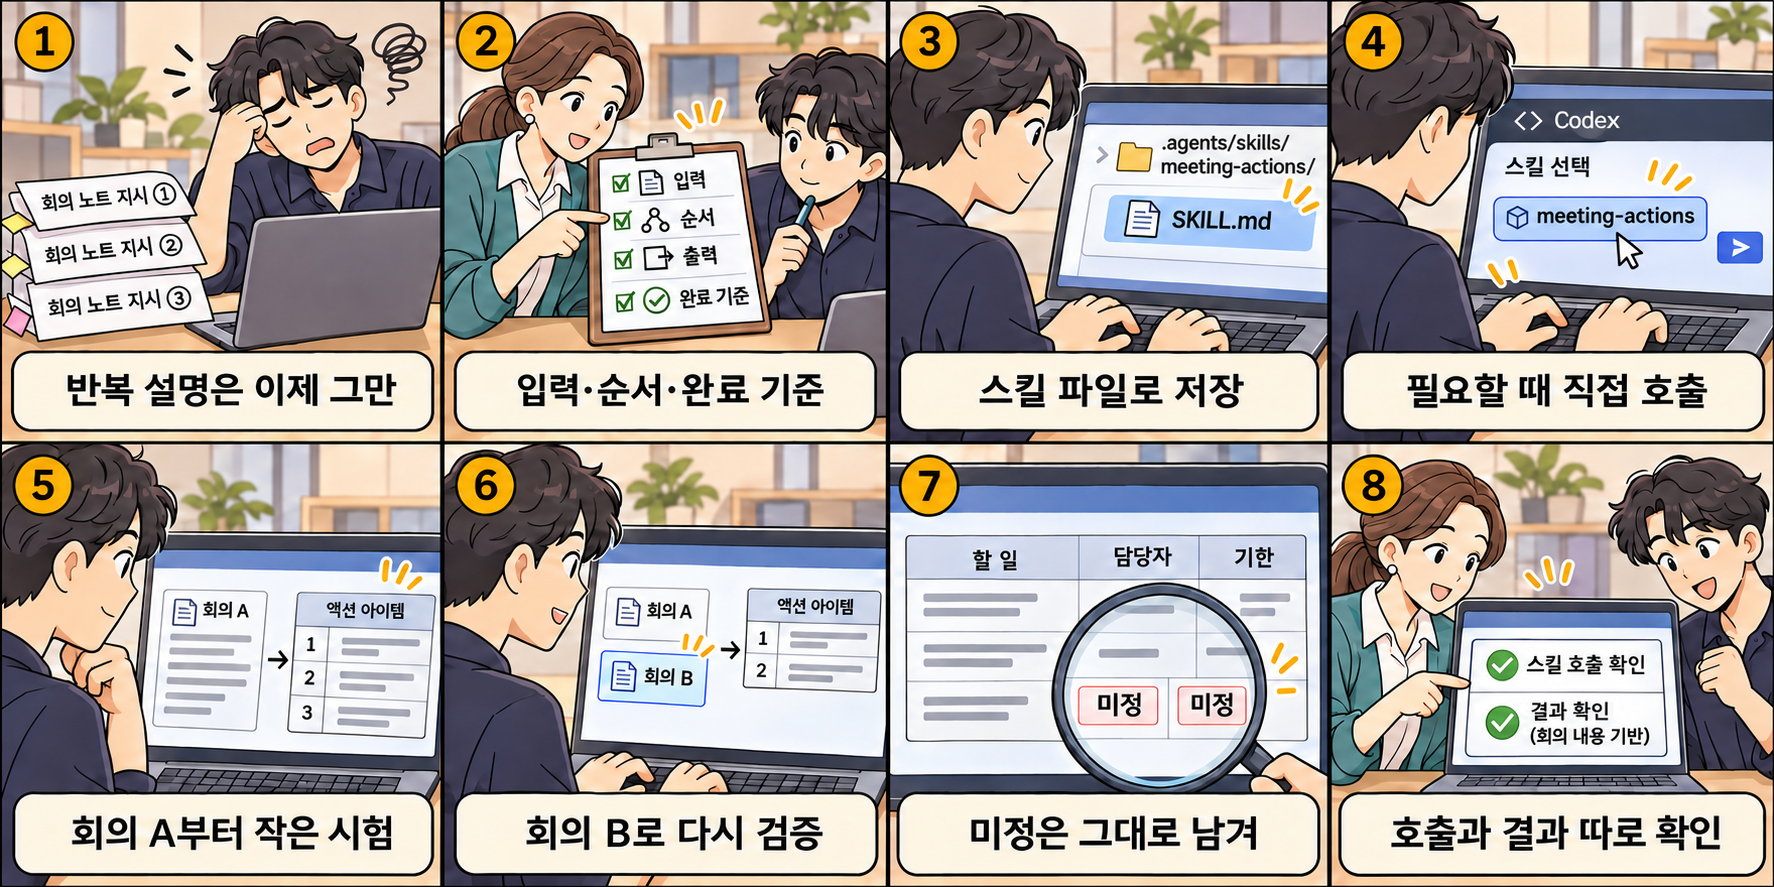 1
회의 노트 지시 ①
회의 노트 지시 ②
회의 노트 지시 ③
반복 설명은 이제 그만
2
입력
순서
출력
완료 기준
입력·순서·완료 기준
3
.agents/skills/
meeting-actions/
SKILL.md
스킬 파일로 저장
4
<> Codex
스킬 선택
meeting-actions
필요할 때 직접 호출
5
회의 A
액션 아이템
1
2
3
회의 A부터 작은 시험
6
회의 A
회의 B
액션 아이템
1
2
회의 B로 다시 검증
7
할 일 담당자 기한
미정 미정
미정은 그대로 남겨
8
스킬 호출 확인
결과 확인
(회의 내용 기반)
호출과 결과 따로 확인